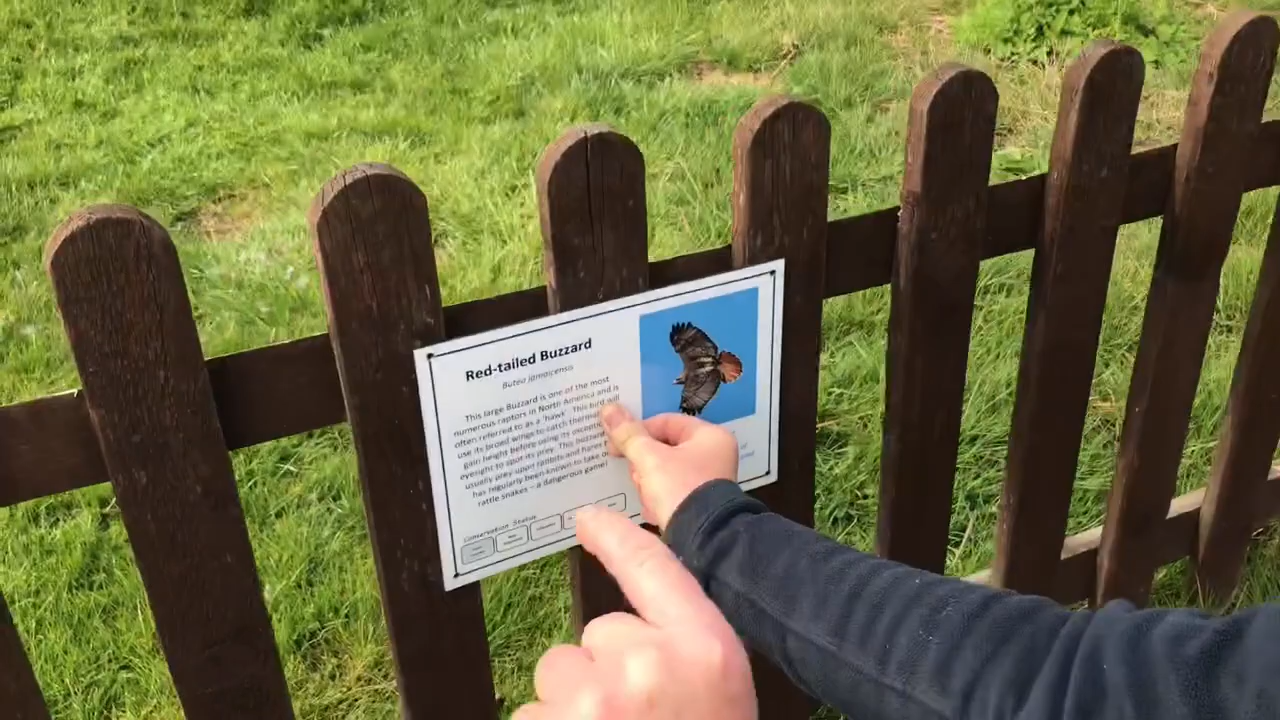 Red-tailed Buzzard
Buteo jamaicensis
This large Buzzard is one of the most
numerous raptors in North America and is
often referred to as a 'hawk'. This bird will
use its broad wings to catch
gain height before using its
eyesight to spot its prey. This buzzard
usually prey upon rabbits and hares
has regularly been known to take
rattle snakes – a dangerous game!
Conservation Status